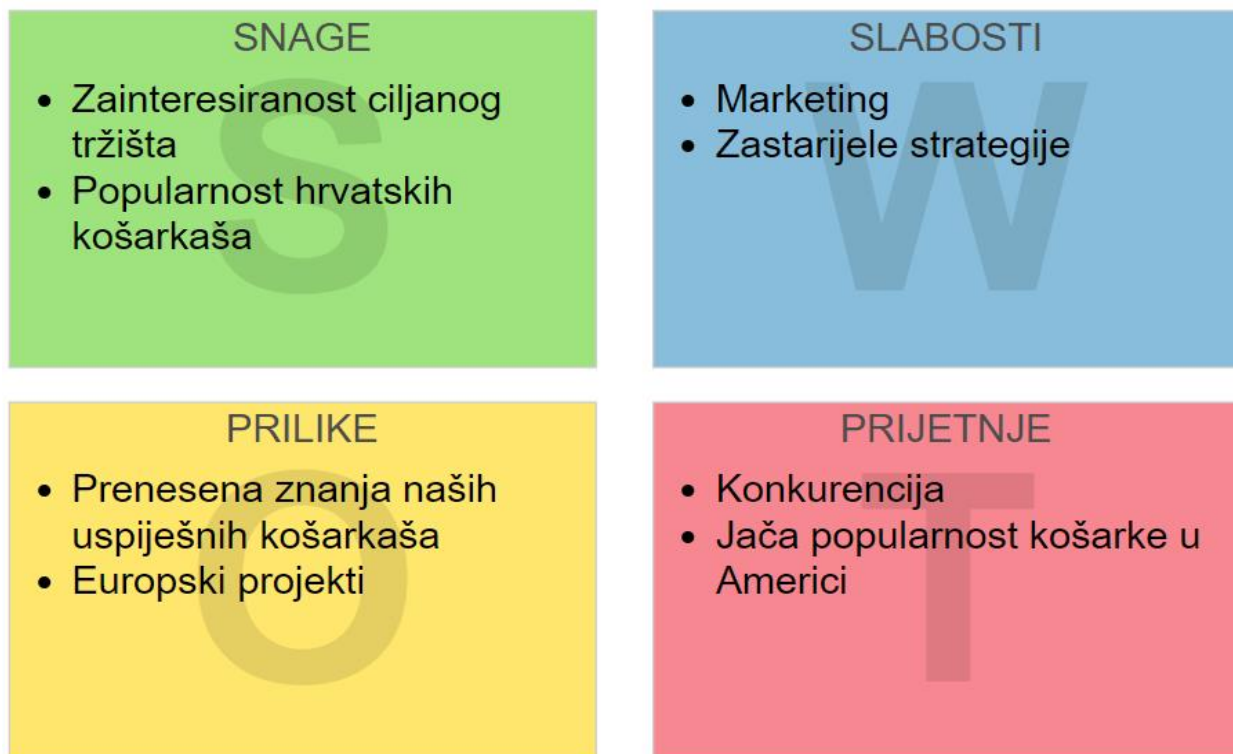 SNAGE
• Zainteresiranost ciljanog
tržišta
• Popularnost hrvatskih
košarkaša
S
SLABOSTI
• Marketing
• Zastarijele strategije
W
PRILIKE
• Prenesena znanja naših
uspiješnih košarkaša
• Europski projekti
O
PRIJETNJE
• Konkurencija
• Jača popularnost košarke u
Americi
T